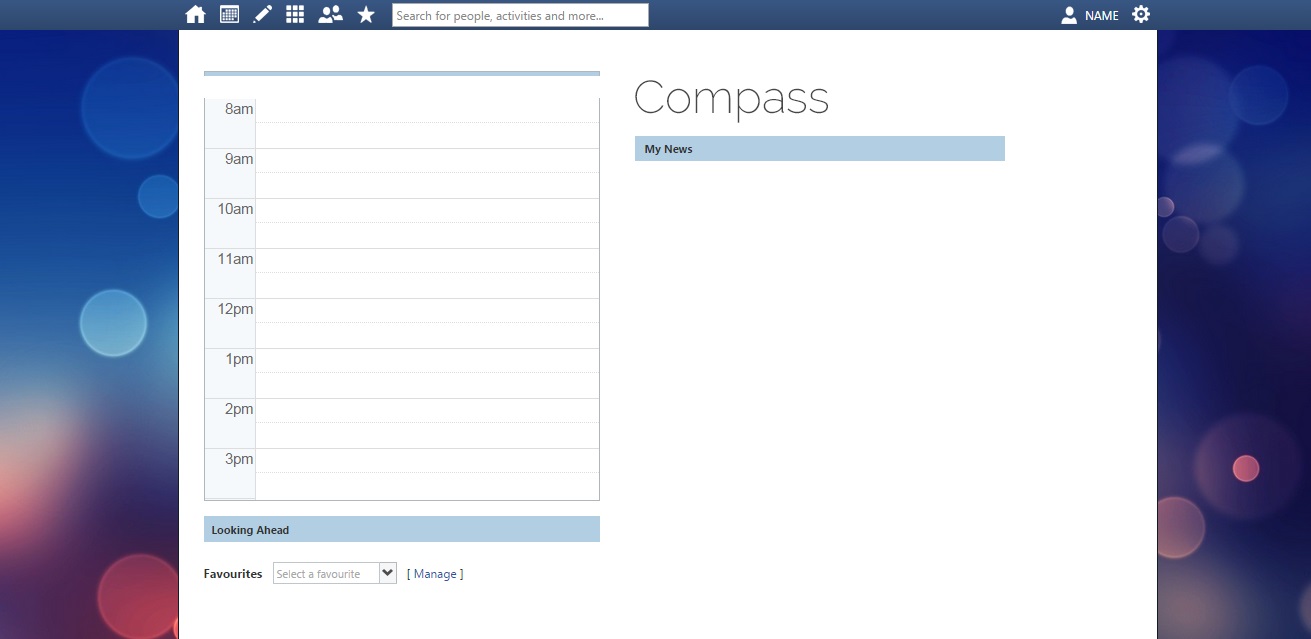 Search for people, activities and more...
NAME
8am
9am
10am
11am
12pm
1pm
2pm
3pm
Looking Ahead
Favourites Select a favourite [ Manage ]
Compass
My News